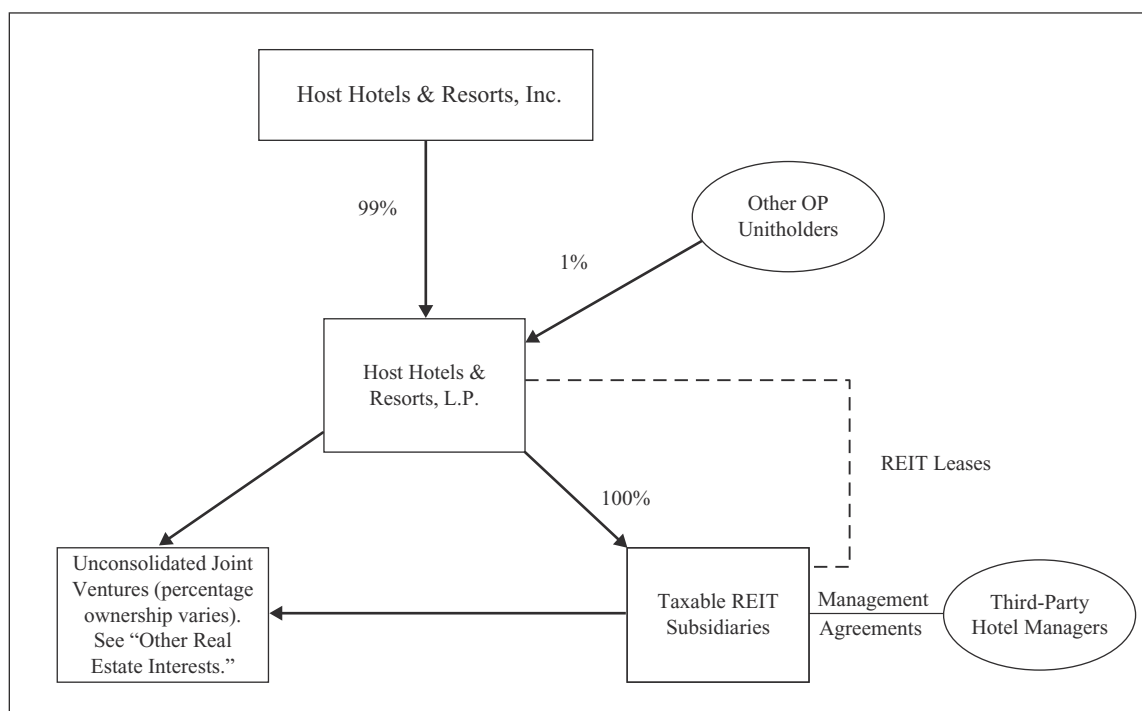 Host Hotels & Resorts, Inc.
99%
Other OP
Unitholders
1%
Host Hotels &
Resorts, L.P.
REIT Leases
100%
Unconsolidated Joint
Ventures (percentage
ownership varies).
See “Other Real
Estate Interests.”
Taxable REIT
Subsidiaries
Management
Agreements
Third-Party
Hotel Managers